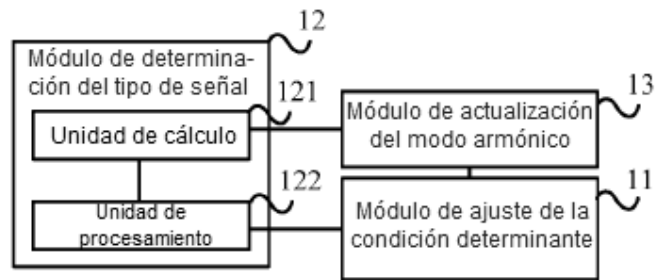 12
Módulo de determina-
ción del tipo de señal
121
Unidad de cálculo
122
Unidad de
procesamiento
13
Módulo de actualización
del modo armónico
11
Módulo de ajuste de la
condición determinante